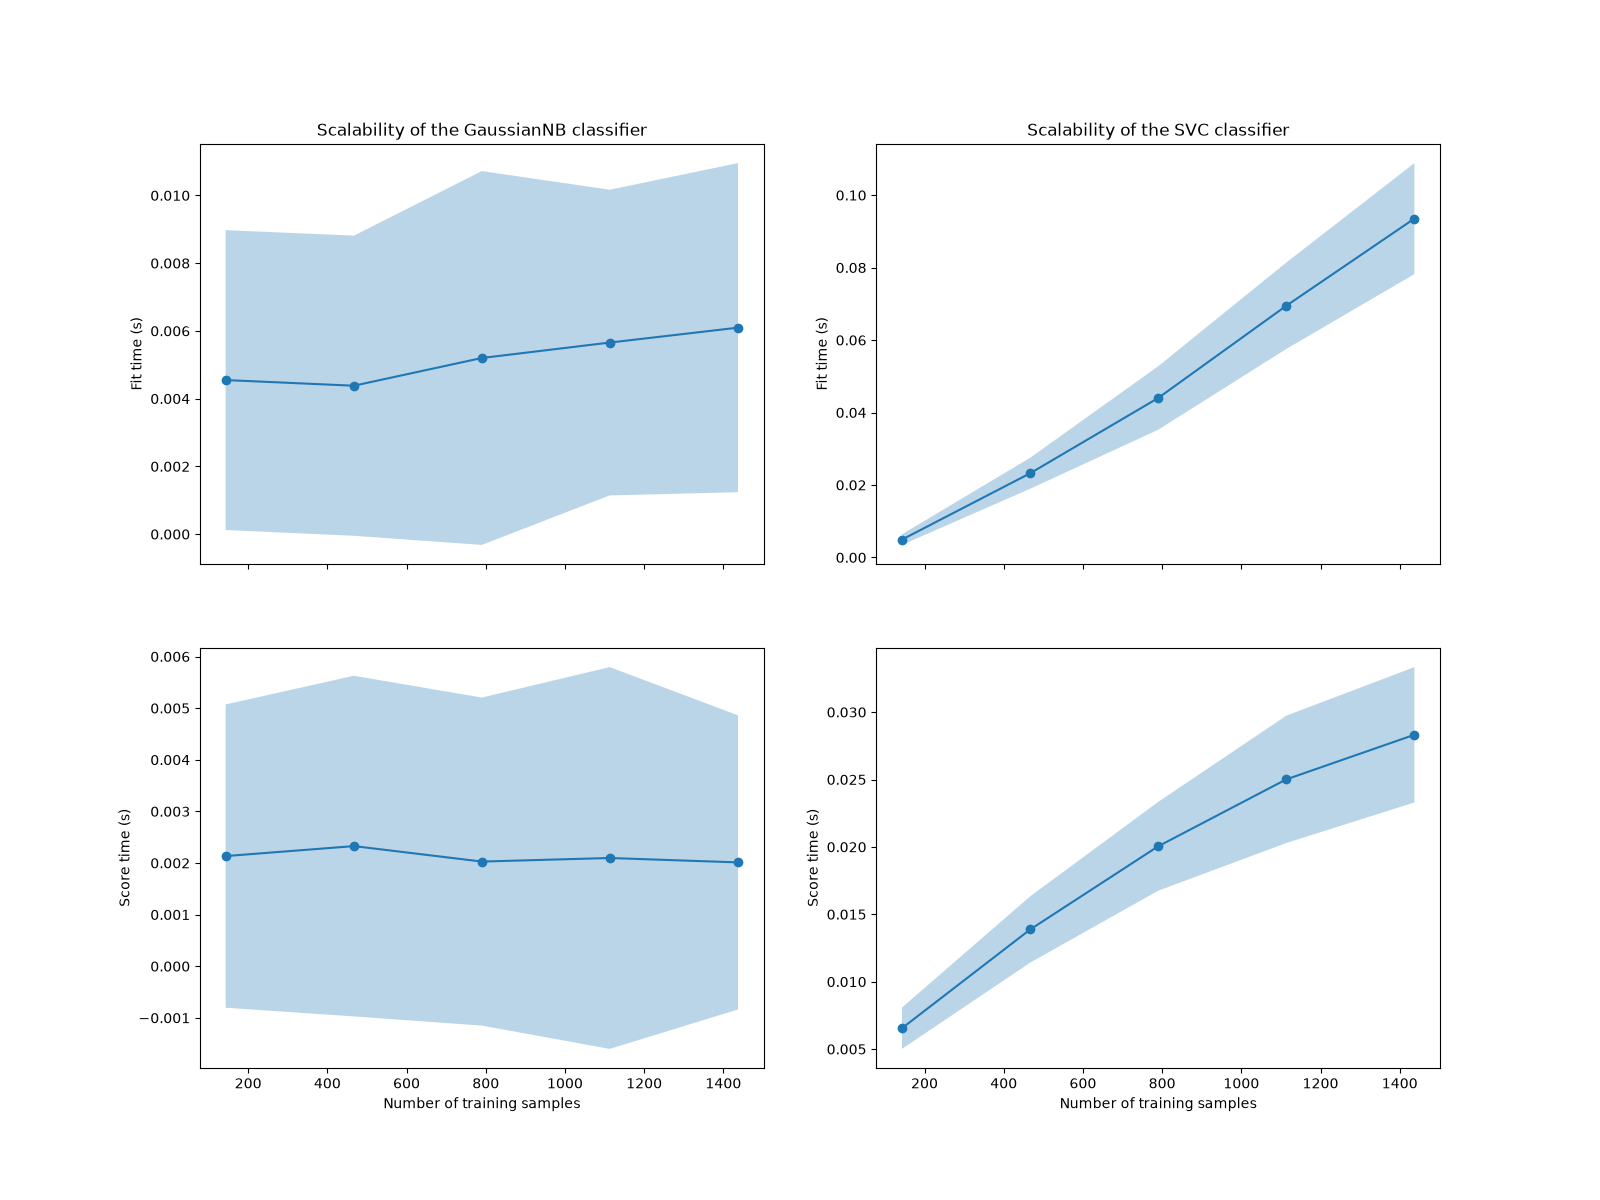 Scalability of the GaussianNB classifier
0.010
0.008
0.006
0.004
0.002
0.000
Fit time (s)
Scalability of the SVC classifier
0.10
0.08
0.06
0.04
0.02
0.00
Fit time (s)
0.006
0.005
0.004
0.003
0.002
0.001
0.000
−0.001
Score time (s)
200 400 600 800 1000 1200 1400
Number of training samples
0.030
0.025
0.020
0.015
0.010
0.005
Score time (s)
200 400 600 800 1000 1200 1400
Number of training samples